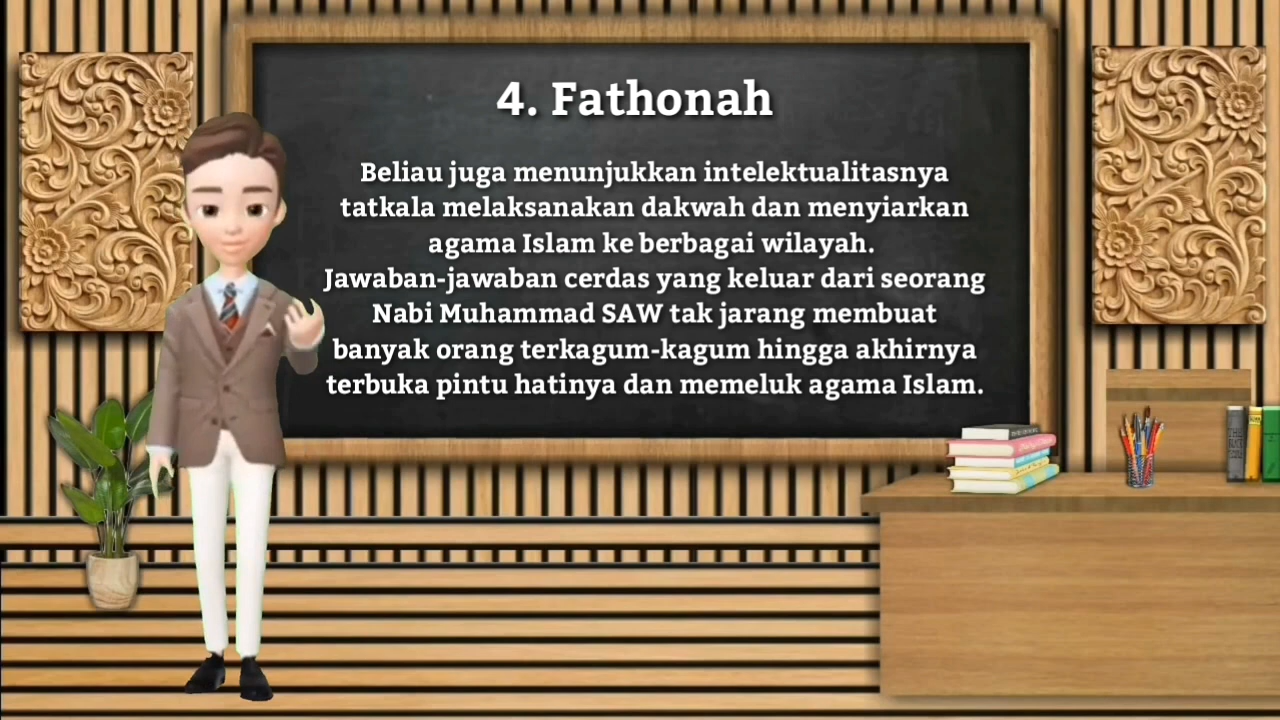 4. Fathonah
Beliau juga menunjukkan intelektualitasnya
tatkala melaksanakan dakwah dan menyiarkan
agama Islam ke berbagai wilayah.
Jawaban-jawaban cerdas yang keluar dari seorang
Nabi Muhammad SAW tak jarang membuat
banyak orang terkagum-kagum hingga akhirnya
terbuka pintu hatinya dan memeluk agama Islam.